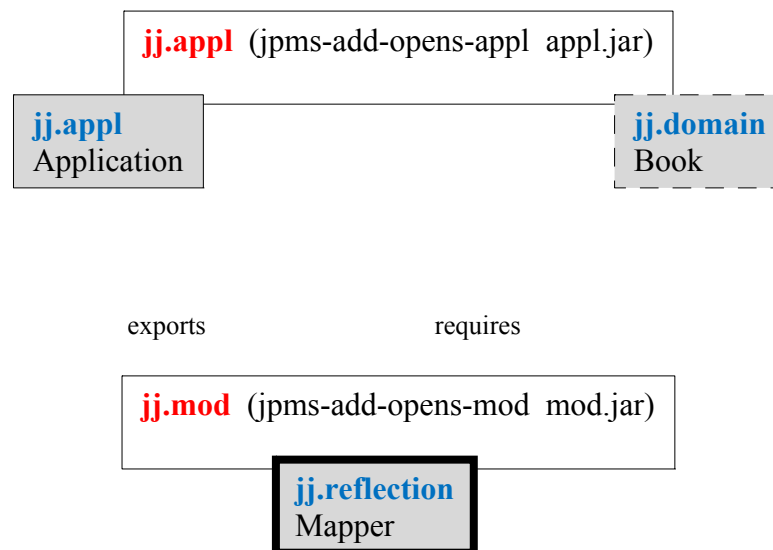 jj.appl (jpms-add-opens-appl appl.jar)
jj.appl
Application
jj.domain
Book
exports requires
jj.mod (jpms-add-opens-mod mod.jar)
jj.reflection
Mapper